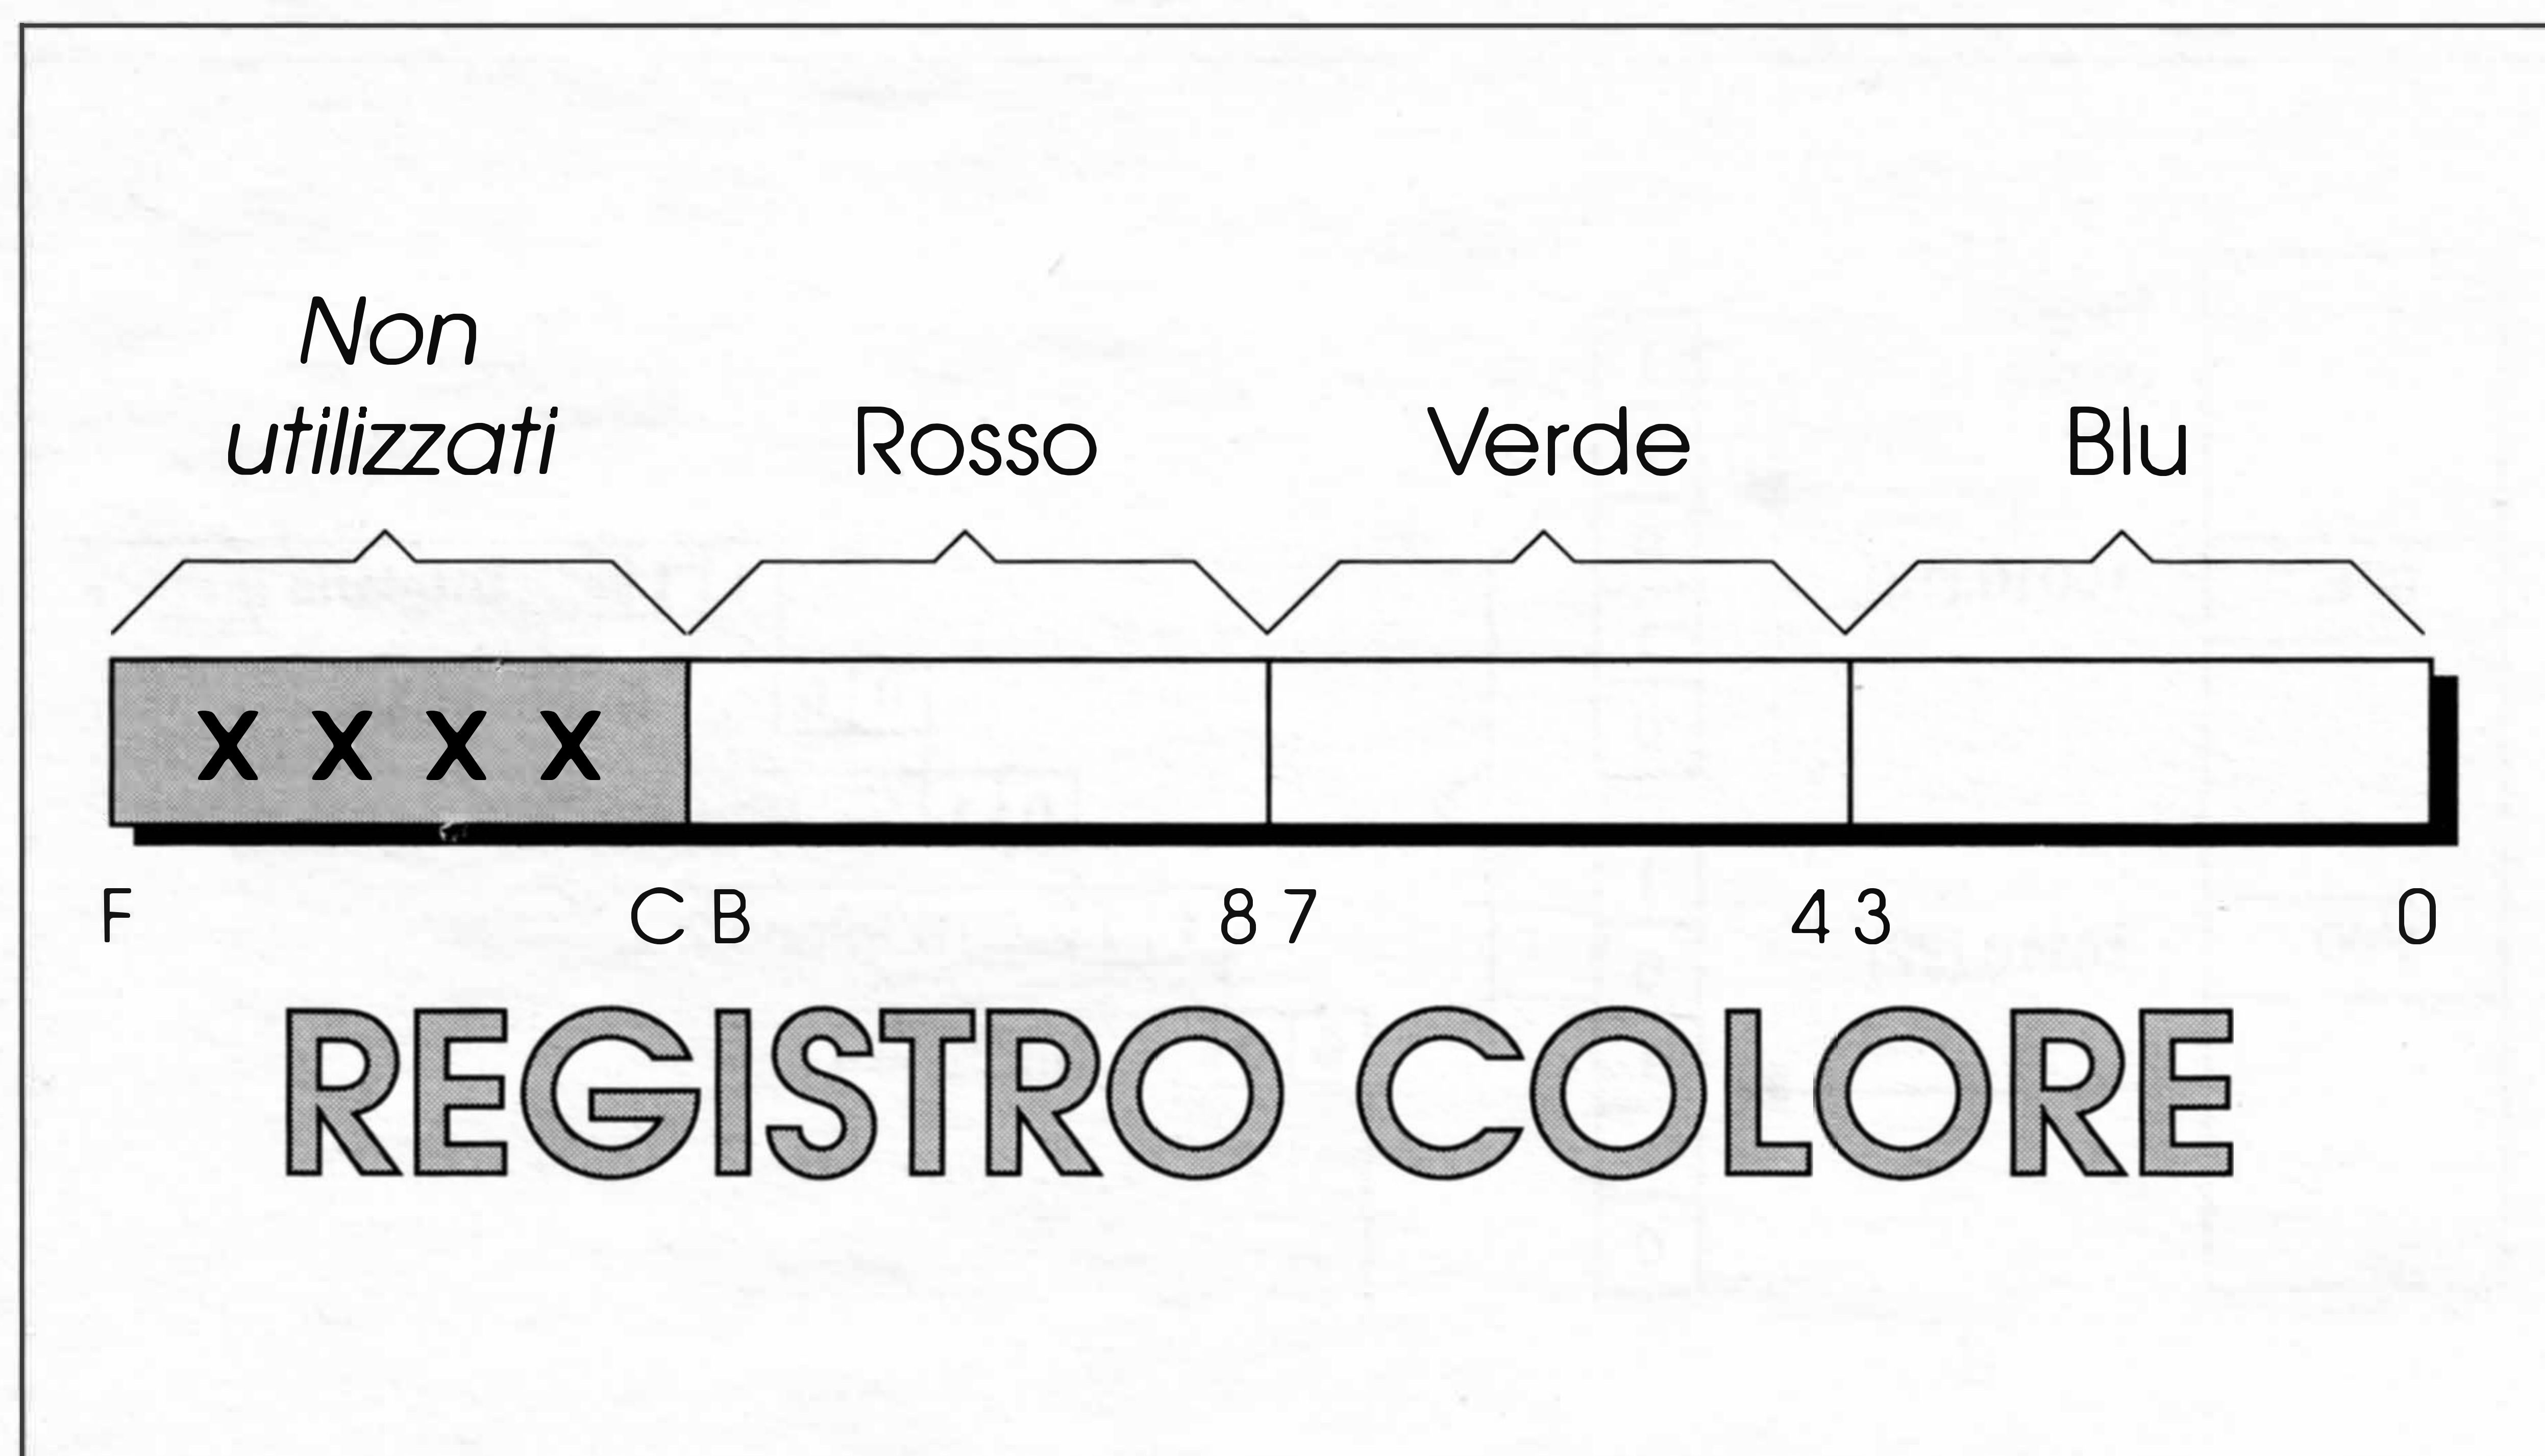 Non
utilizzati
Rosso
Verde
Blu
X X X X
F
C B
8 7
4 3
0
REGISTRO COLORE